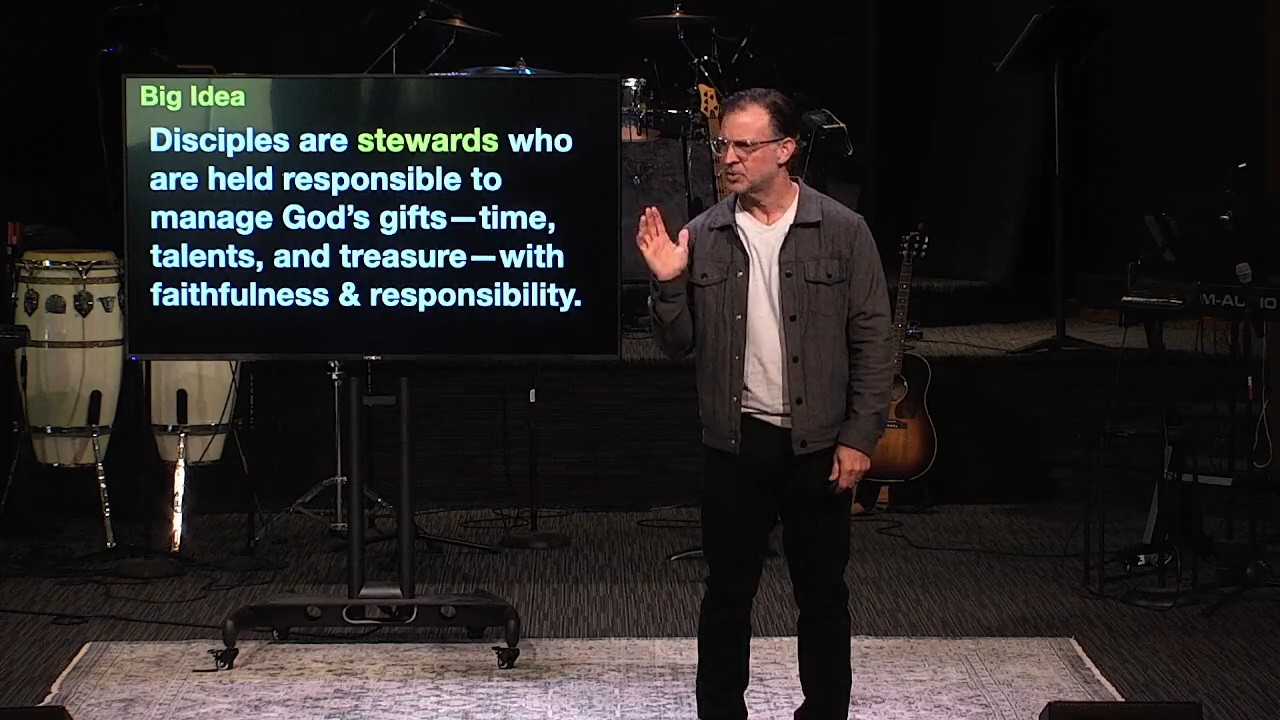 Big Idea
Disciples are stewards who
are held responsible to
manage God's gifts—time,
talents, and treasure—with
faithfulness & responsibility.
M-AUDIO